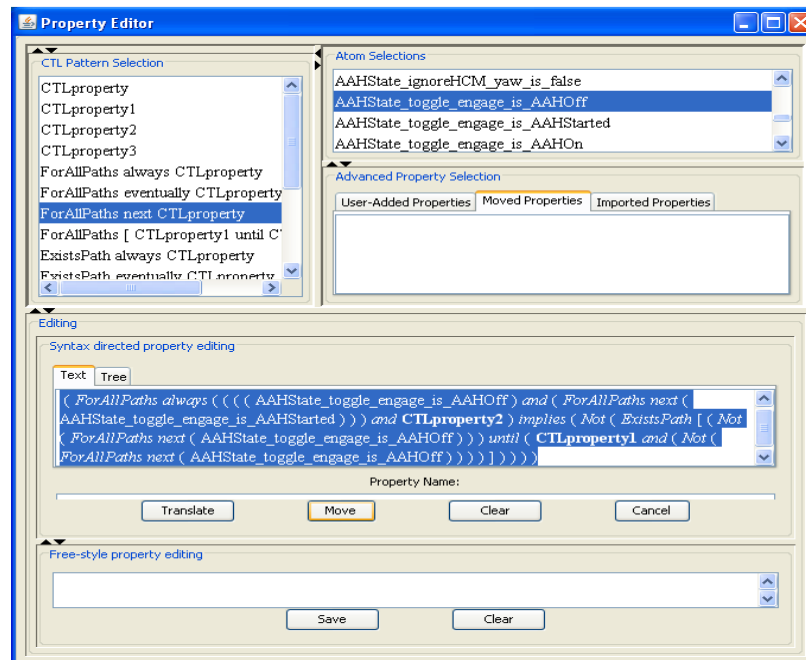 Property Editor
CTL Pattern Selection
CTLproperty
CTLproperty1
CTLproperty2
CTLproperty3
ForAllPaths always CTLproperty
ForAllPaths eventually CTLproperty
ForAllPaths next CTLproperty
ForAllPaths [ CTLproperty1 until C
ExistsPath always CTLproperty
ExistsPath eventually CTLproperty
Atom Selections
AAHState_ignoreHCM_yaw_is_false
AAHState_toggle_engage_is_AAHOff
AAHState_toggle_engage_is_AAHStarted
AAHState_toggle_engage_is_AAHOn
Advanced Property Selection
User-Added Properties Moved Properties Imported Properties
Editing
Syntax directed property editing
Text Tree
( ForAllPaths always ( ( ( ( AAHState_toggle_engage_is_AAHOff ) and ( ForAllPaths next (
AAHState_toggle_engage_is_AAHStarted ) ) ) and CTLproperty2 ) implies ( Not ( ExistsPath [ ( Not
( ForAllPaths next ( AAHState_toggle_engage_is_AAHOff ) ) ) until ( CTLproperty1 and ( Not (
ForAllPaths next ( AAHState_toggle_engage_is_AAHOff ) ) ) ) ] ) ) ) )
Property Name:
Translate Move Clear Cancel
Free-style property editing
Save Clear